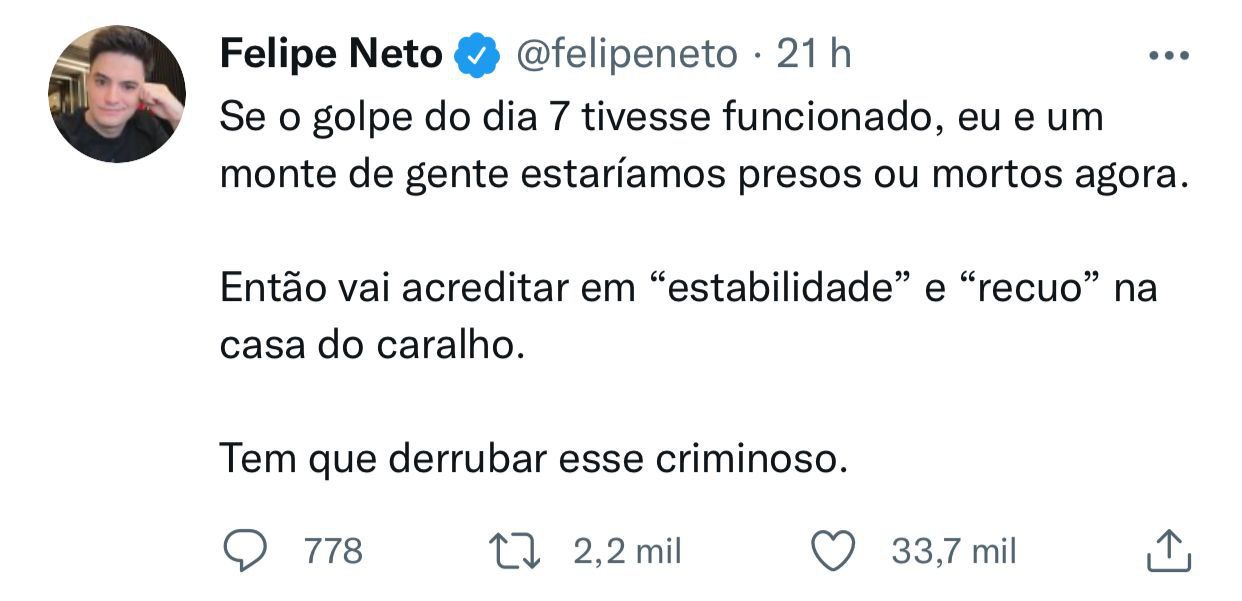 Felipe Neto @felipeneto · 21 h
Se o golpe do dia 7 tivesse funcionado, eu e um
monte de gente estaríamos presos ou mortos agora.
Então vai acreditar em “estabilidade” e “recuo” na
casa do caralho.
Tem que derrubar esse criminoso.
778 2,2 mil 33,7 mil